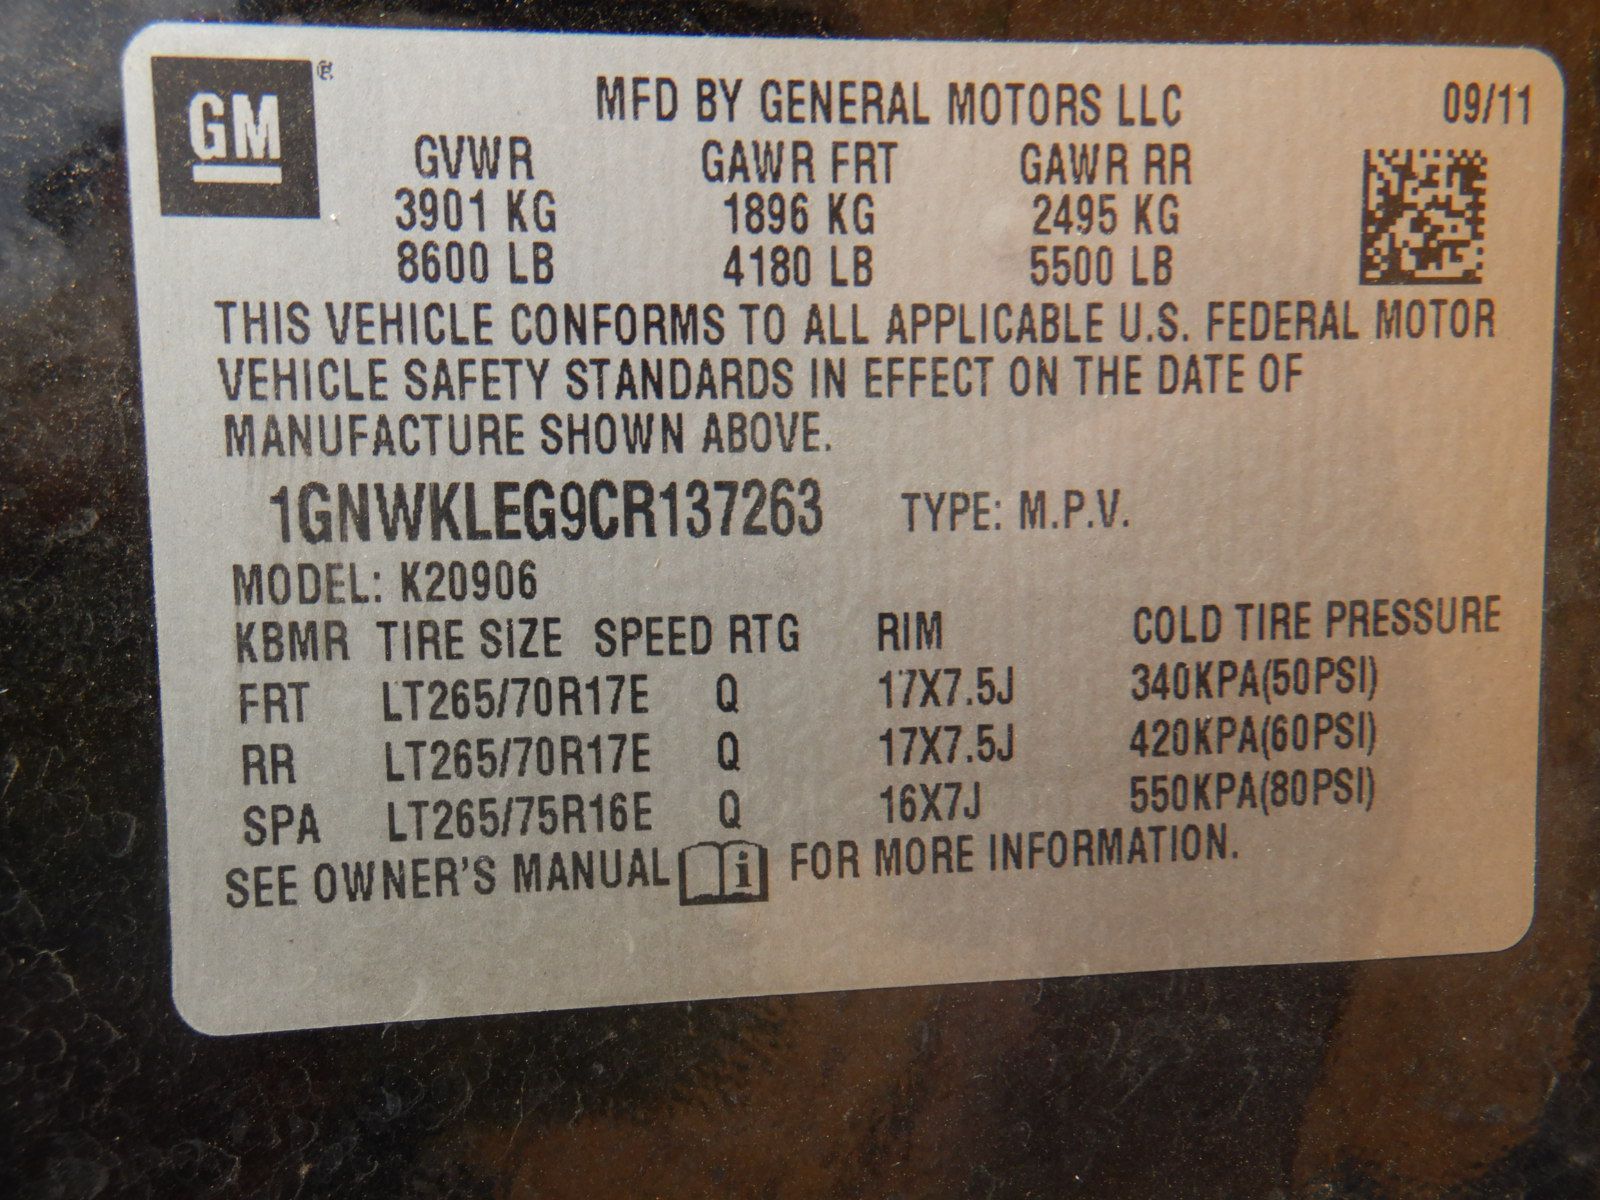 GM ®
MFD BY GENERAL MOTORS LLC 09/11
GVWR GAWR FRT GAWR RR
3901 KG 1896 KG 2495 KG
8600 LB 4180 LB 5500 LB
THIS VEHICLE CONFORMS TO ALL APPLICABLE U.S. FEDERAL MOTOR
VEHICLE SAFETY STANDARDS IN EFFECT ON THE DATE OF
MANUFACTURE SHOWN ABOVE.
1GNWKLEG9CR137263 TYPE: M.P.V.
MODEL: K20906
KBMR TIRE SIZE SPEED RTG RIM COLD TIRE PRESSURE
FRT LT265/70R17E Q 17X7.5J 340KPA(50PSI)
RR LT265/70R17E Q 17X7.5J 420KPA(60PSI)
SPA LT265/75R16E Q 16X7J 550KPA(80PSI)
SEE OWNER'S MANUAL i FOR MORE INFORMATION.